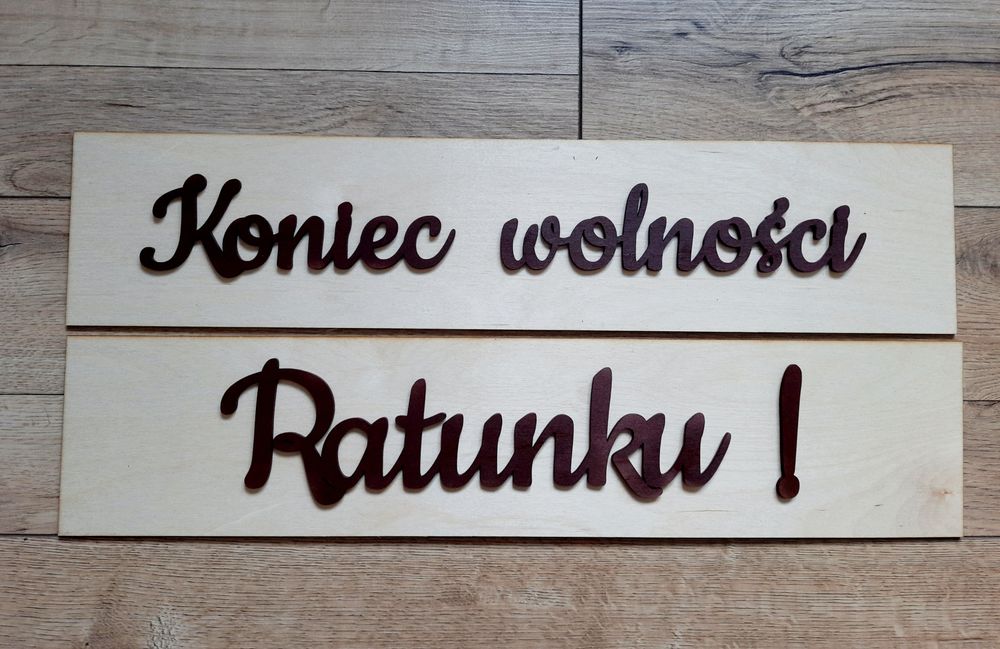 Koniec wolności
Ratunku !